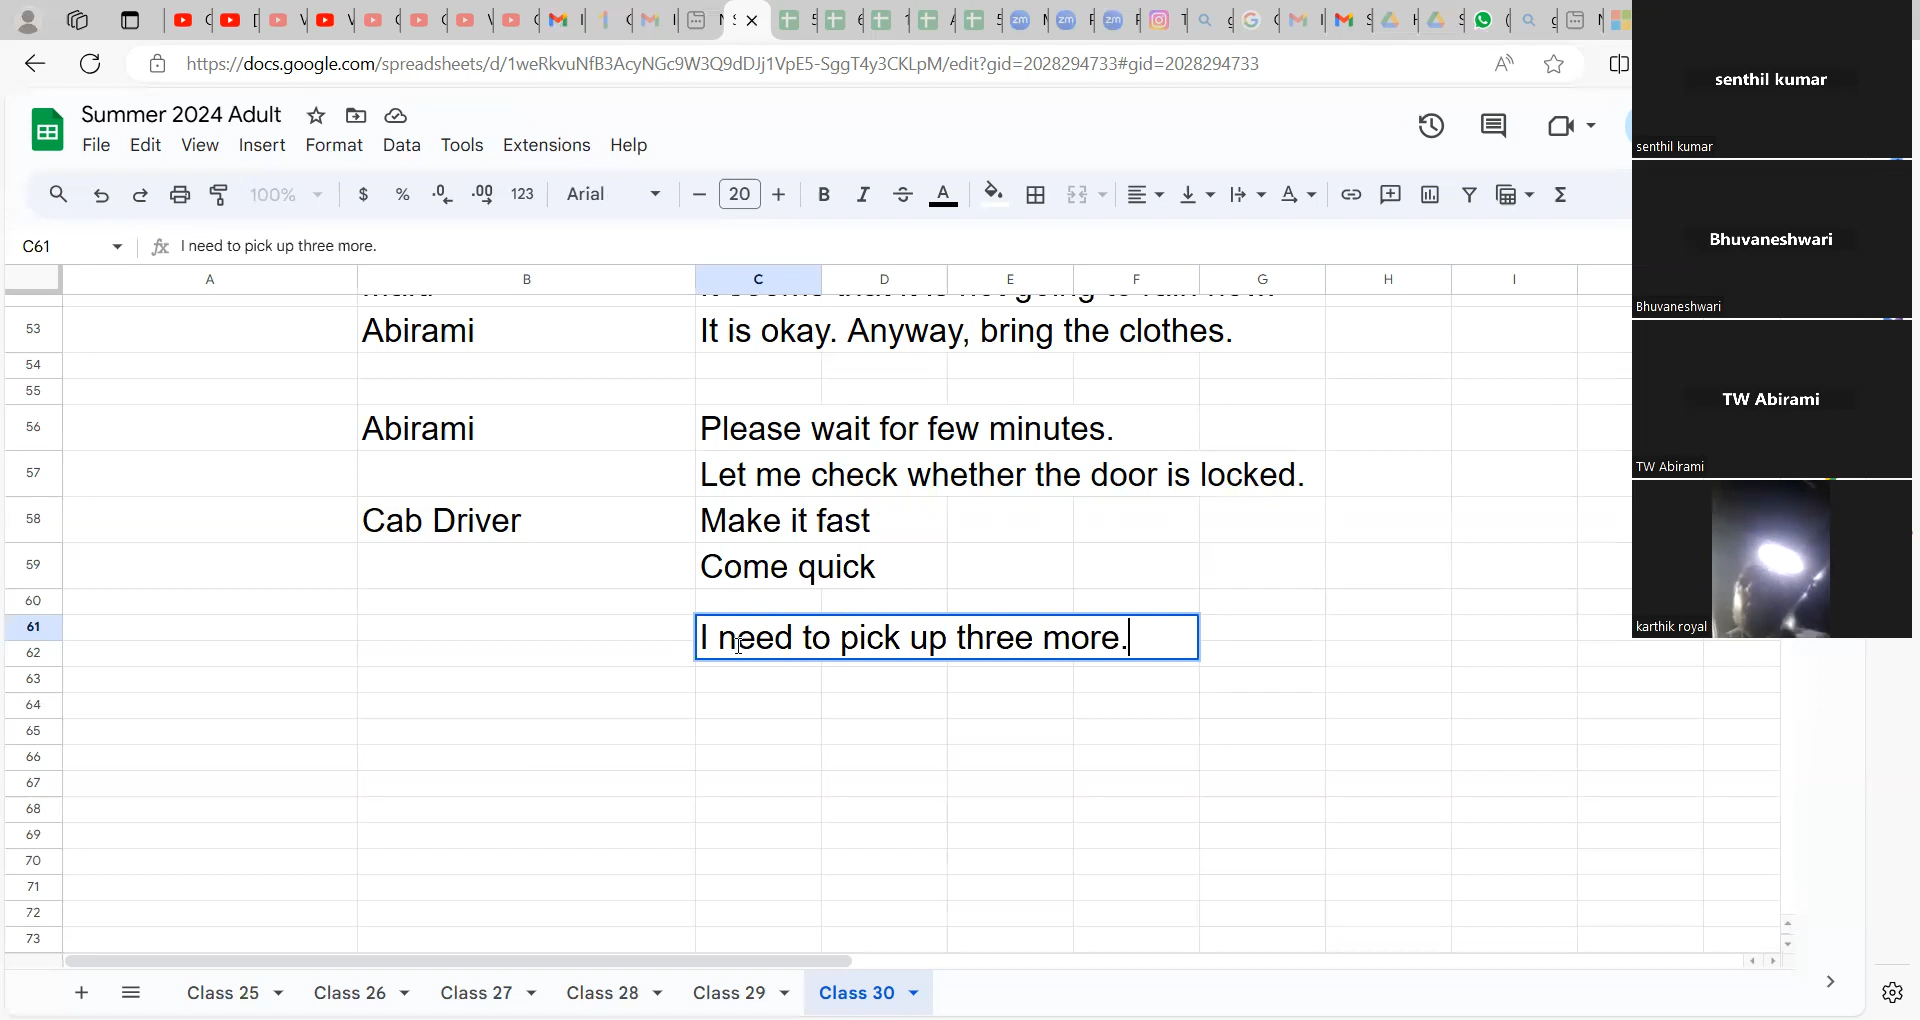 https://docs.google.com/spreadsheets/d/1weRkvuNfB3AcyNGc9W3Q9dDJj1VpE5-SggT4y3CKLpM/edit?gid=2028294733#gid=2028294733
Summer 2024 Adult
File Edit View Insert Format Data Tools Extensions Help
100% $ % .0 .00 123 Arial 20 B I A Σ
C61 fx I need to pick up three more.
A B C D E F G H I
53 Abirami It is okay. Anyway, bring the clothes.
54
55
56 Abirami Please wait for few minutes.
57 Let me check whether the door is locked.
58 Cab Driver Make it fast
59 Come quick
60
61 I need to pick up three more.
62
63
64
65
66
67
68
69
70
71
72
73
Class 25 Class 26 Class 27 Class 28 Class 29 Class 30
senthil kumar
senthil kumar
Bhuvaneshwari
Bhuvaneshwari
TW Abirami
TW Abirami
karthik royal